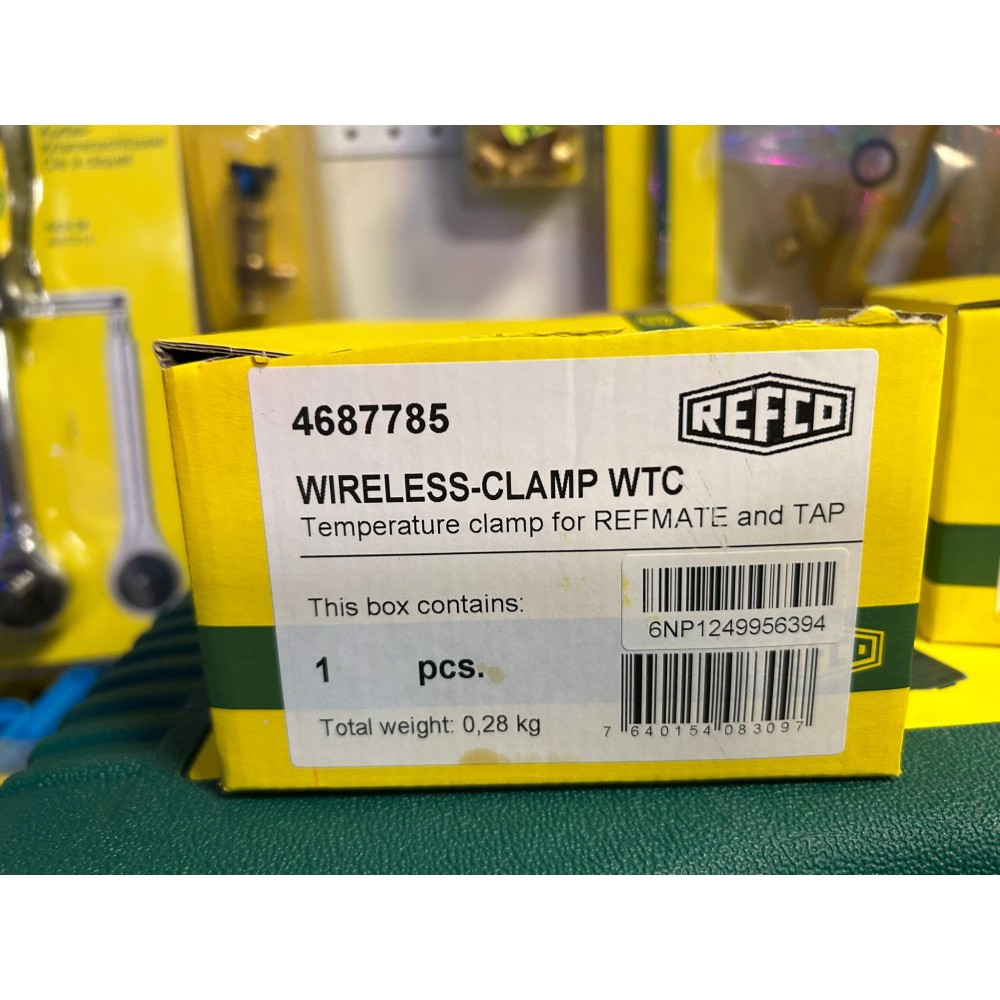 4687785
REFCO
WIRELESS-CLAMP WTC
Temperature clamp for REFMATE and TAP
This box contains:
6NP1249956394
1 pcs.
Total weight: 0,28 kg
7 640154 083097